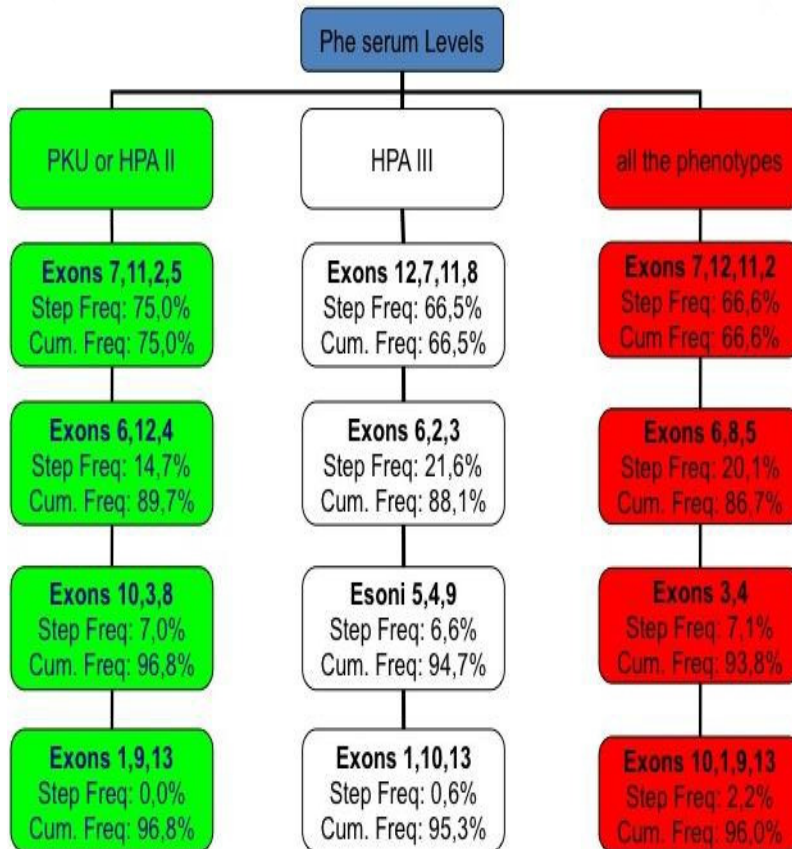 Phe serum Levels
PKU or HPA II
HPA III
all the phenotypes
Exons 7,11,2,5
Step Freq: 75,0%
Cum. Freq: 75,0%
Exons 12,7,11,8
Step Freq: 66,5%
Cum. Freq: 66,5%
Exons 7,12,11,2
Step Freq: 66,6%
Cum Freq: 66,6%
Exons 6,12,4
Step Freq: 14,7%
Cum. Freq: 89,7%
Exons 6,2,3
Step Freq: 21,6%
Cum. Freq: 88,1%
Exons 6,8,5
Step Freq: 20,1%
Cum. Freq: 86,7%
Exons 10,3,8
Step Freq: 7,0%
Cum. Freq: 96,8%
Esoni 5,4,9
Step Freq: 6,6%
Cum. Freq: 94,7%
Exons 3,4
Step Freq: 7,1%
Cum. Freq: 93,8%
Exons 1,9,13
Step Freq: 0,0%
Cum. Freq: 96,8%
Exons 1,10,13
Step Freq: 0,6%
Cum. Freq: 95,3%
Exons 10,1,9,13
Step Freq: 2,2%
Cum. Freq: 96,0%